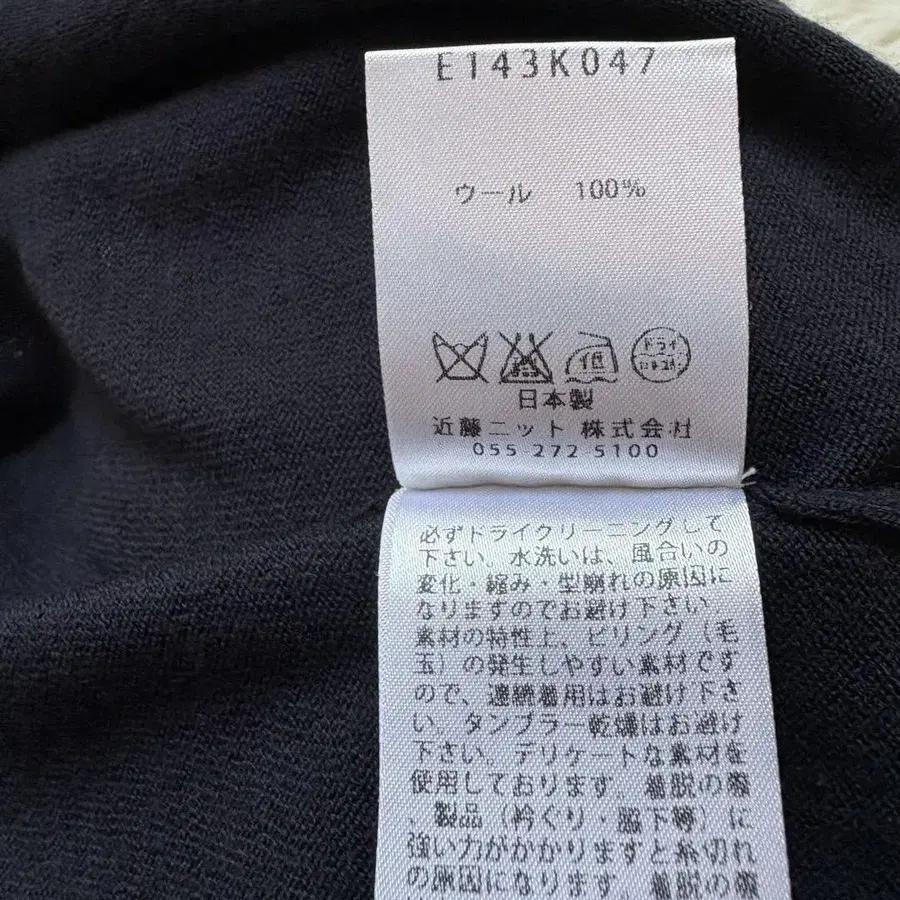 E143K047
ウール 100%
ドライ
日本製
近藤ニット 株式会社
055-272-5100
必ずドライクリーニングして
下さい。水洗いは、風合いの
変化・縮み・型崩れの原因に
なりますのでお避け下さい。
素材の特性上、ピリング（毛
玉）の発生しやすい素材です
ので、連続着用はお避け下さ
い。タンブラー乾燥はお避け
下さい。デリケートな素材を
使用しております。着脱の際
、製品（衿ぐり・脇下等）に
強い力がかかりますと糸切れ
の原因になります。着脱の際